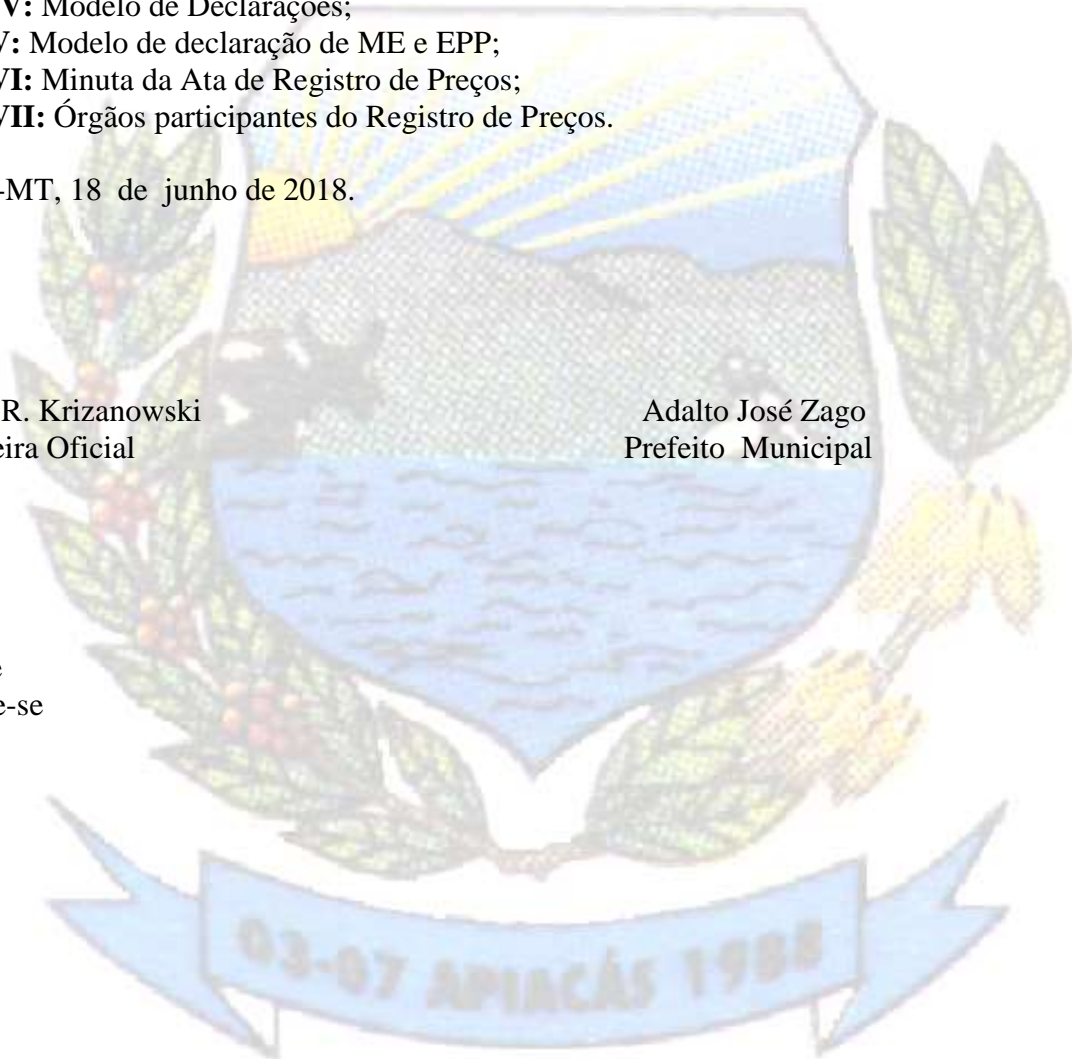 V: Modelo de Declarações;
V: Modelo de declaração de ME e EPP;
VI: Minuta da Ata de Registro de Preços;
VII: Órgãos participantes do Registro de Preços.
-MT, 18 de junho de 2018.
R. Krizanowski Adalto José Zago
eira Oficial Prefeito Municipal
e
e-se
03-07 APIACÁS 1988